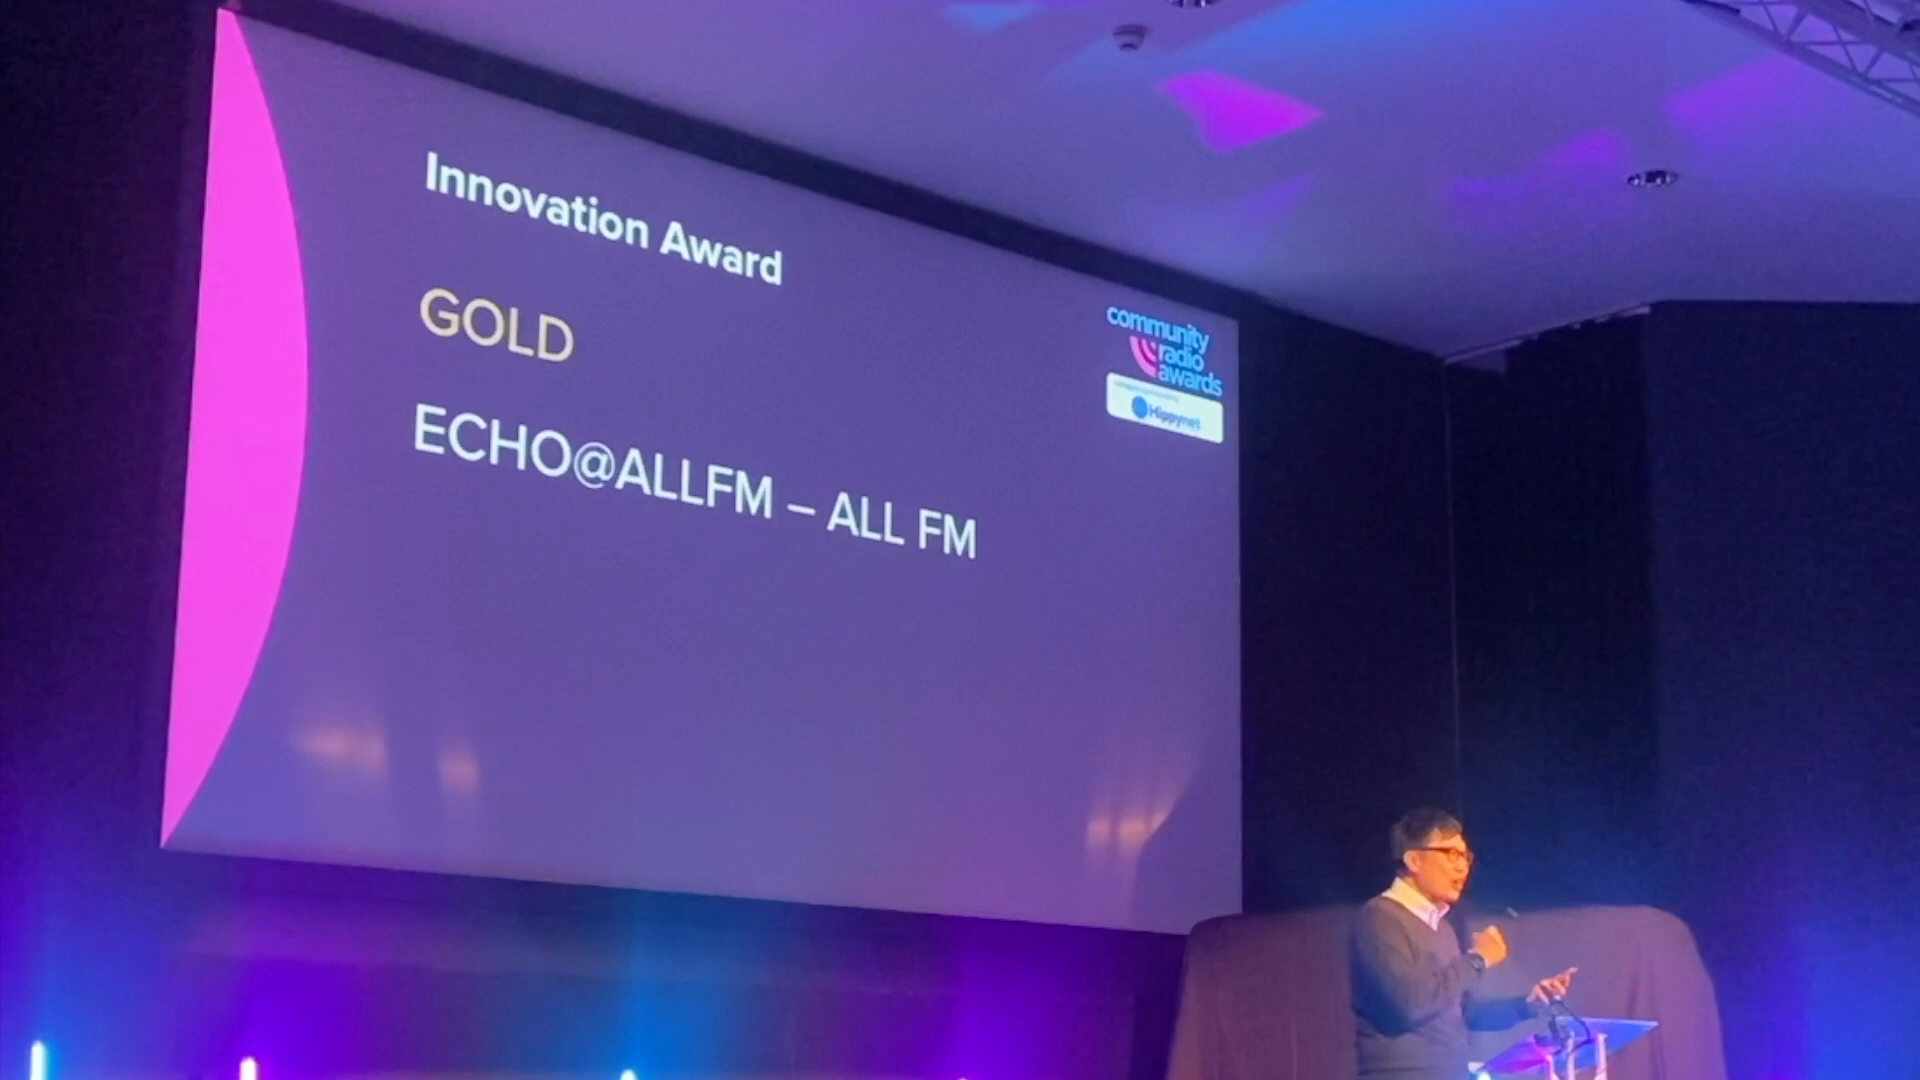 Innovation Award
GOLD
ECHO@ALLFM – ALL FM
community
radio
awards
Hippynet